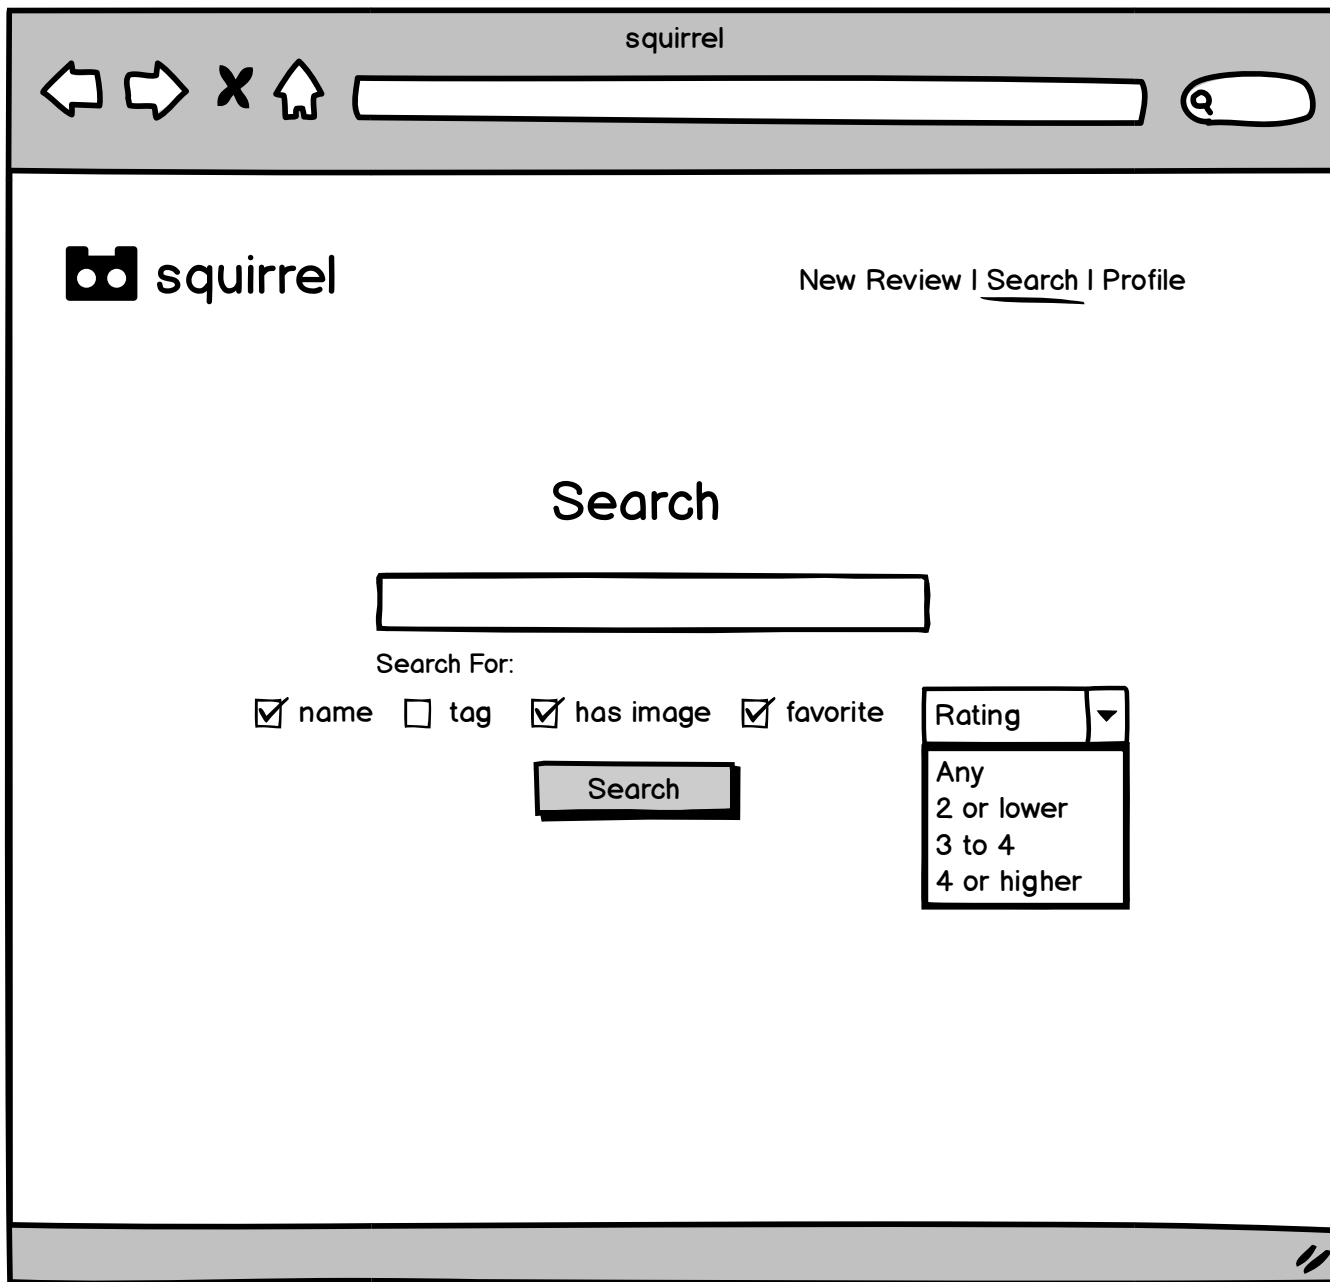 squirrel
squirrel
New Review | Search | Profile
Search
Search For:
name tag has image favorite Rating
Search
Any
2 or lower
3 to 4
4 or higher